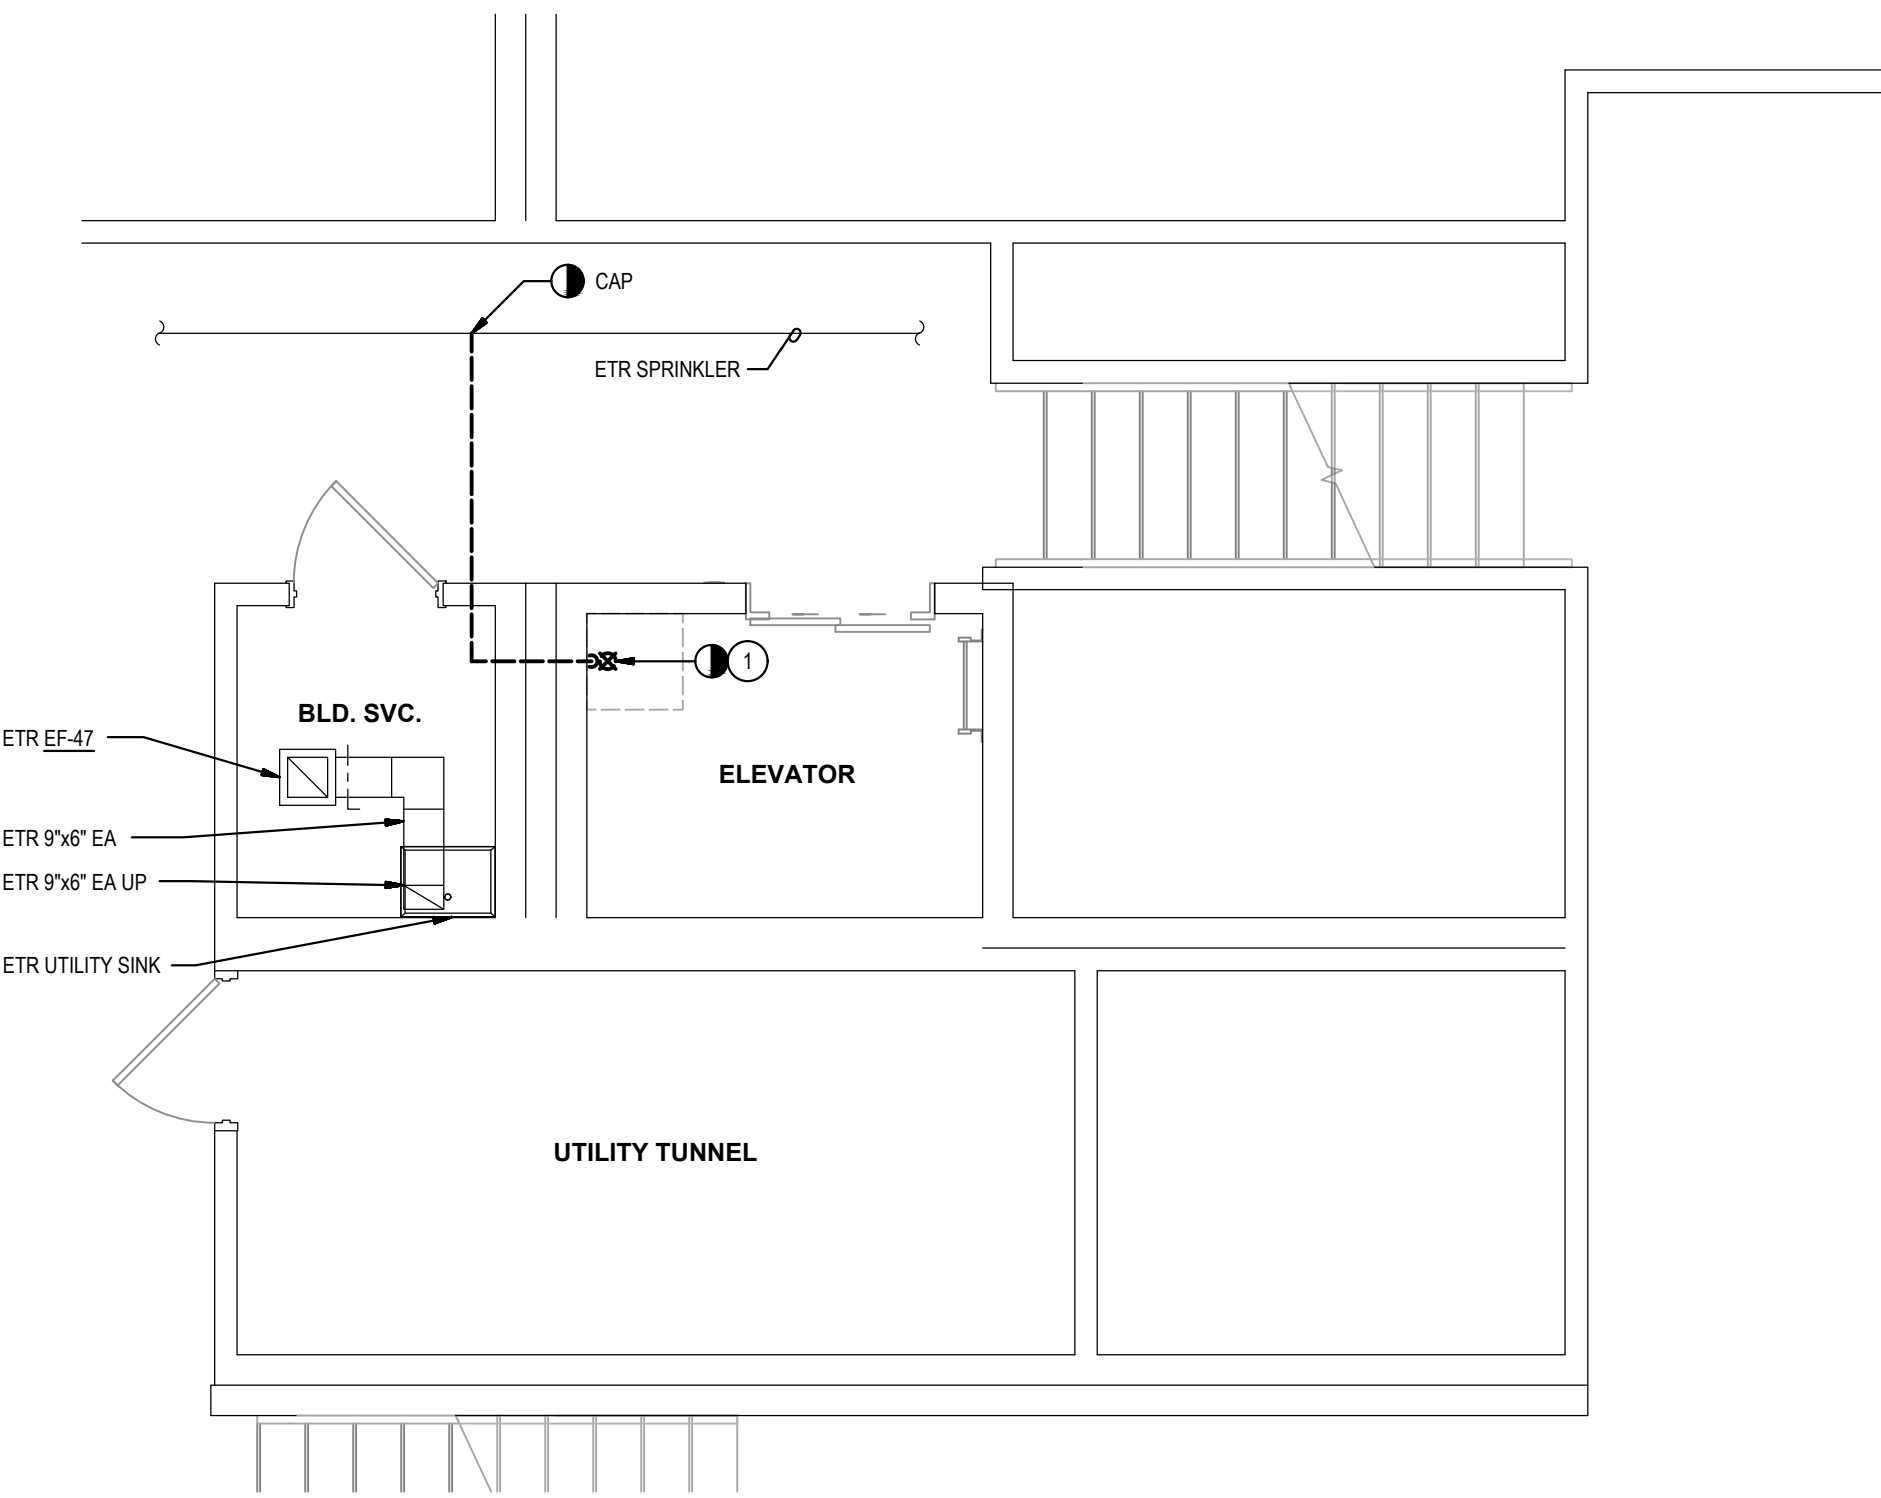 CAP
ETR SPRINKLER
1
BLD. SVC.
ETR EF-47
ELEVATOR
ETR 9"x6" EA
ETR 9"x6" EA UP
ETR UTILITY SINK
UTILITY TUNNEL